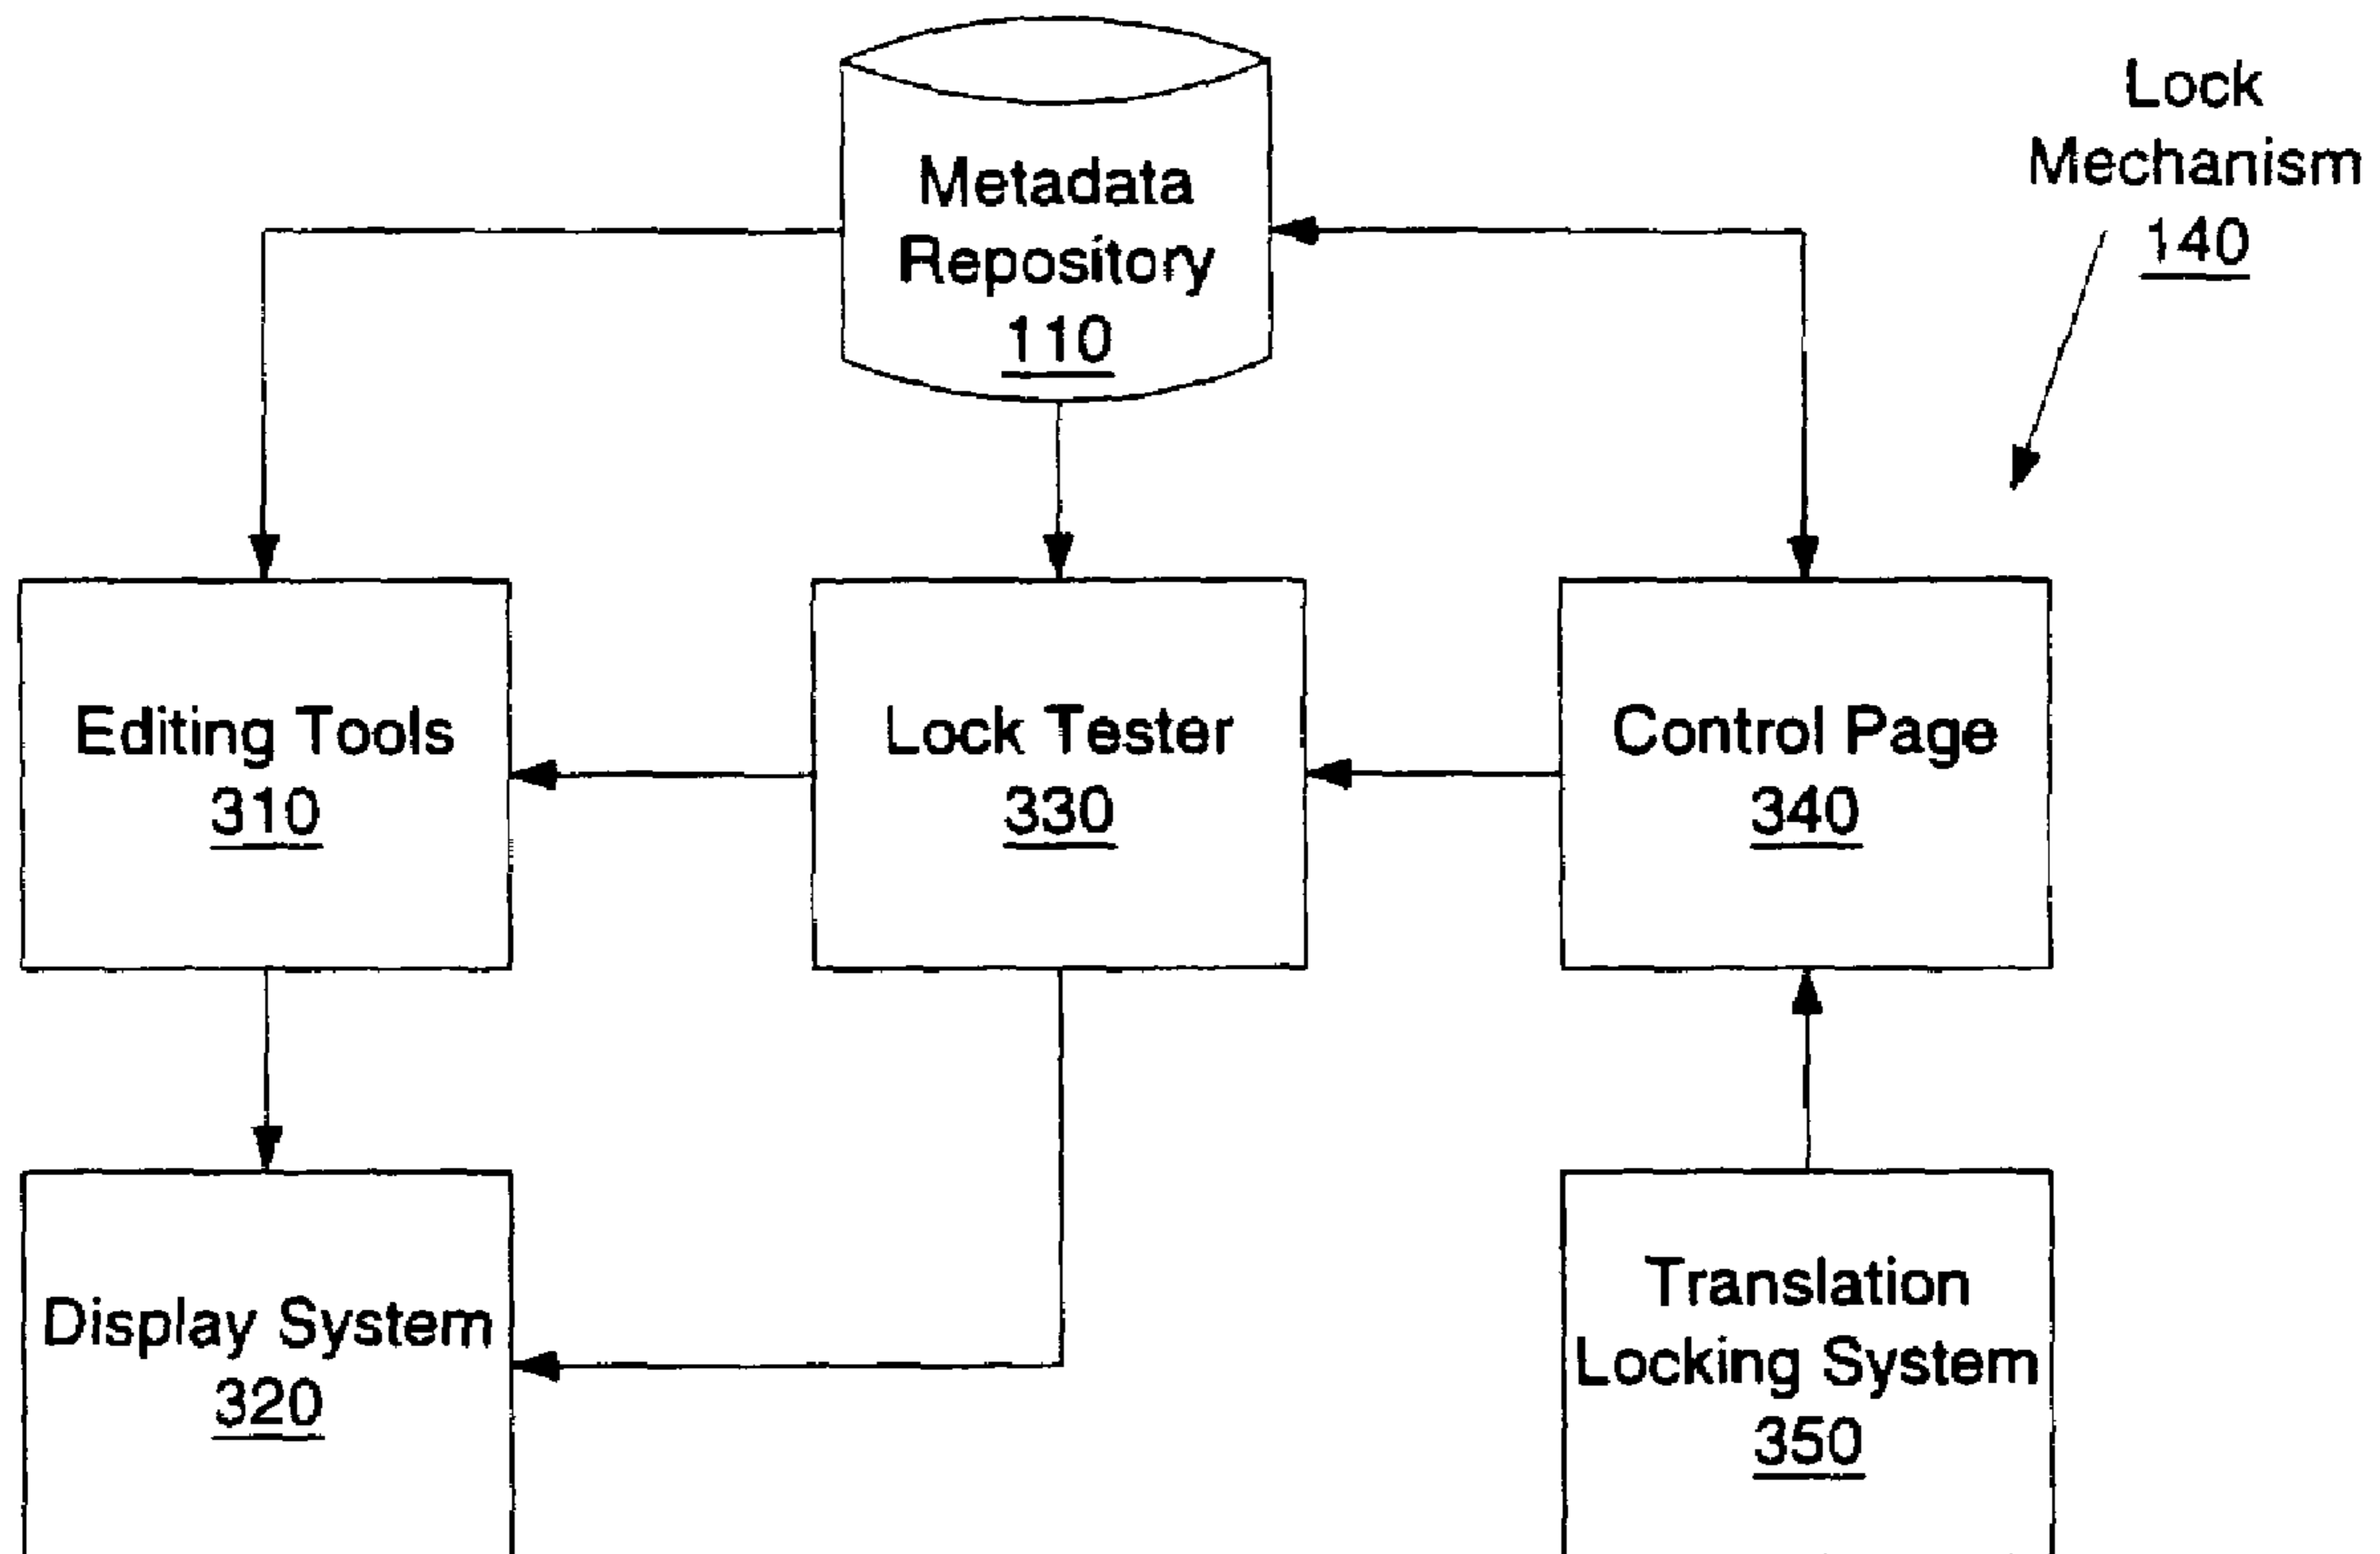 Lock
Mechanism
140
Metadata
Repository
110
Editing Tools
310
Lock Tester
330
Control Page
340
Display System
320
Translation
Locking System
350